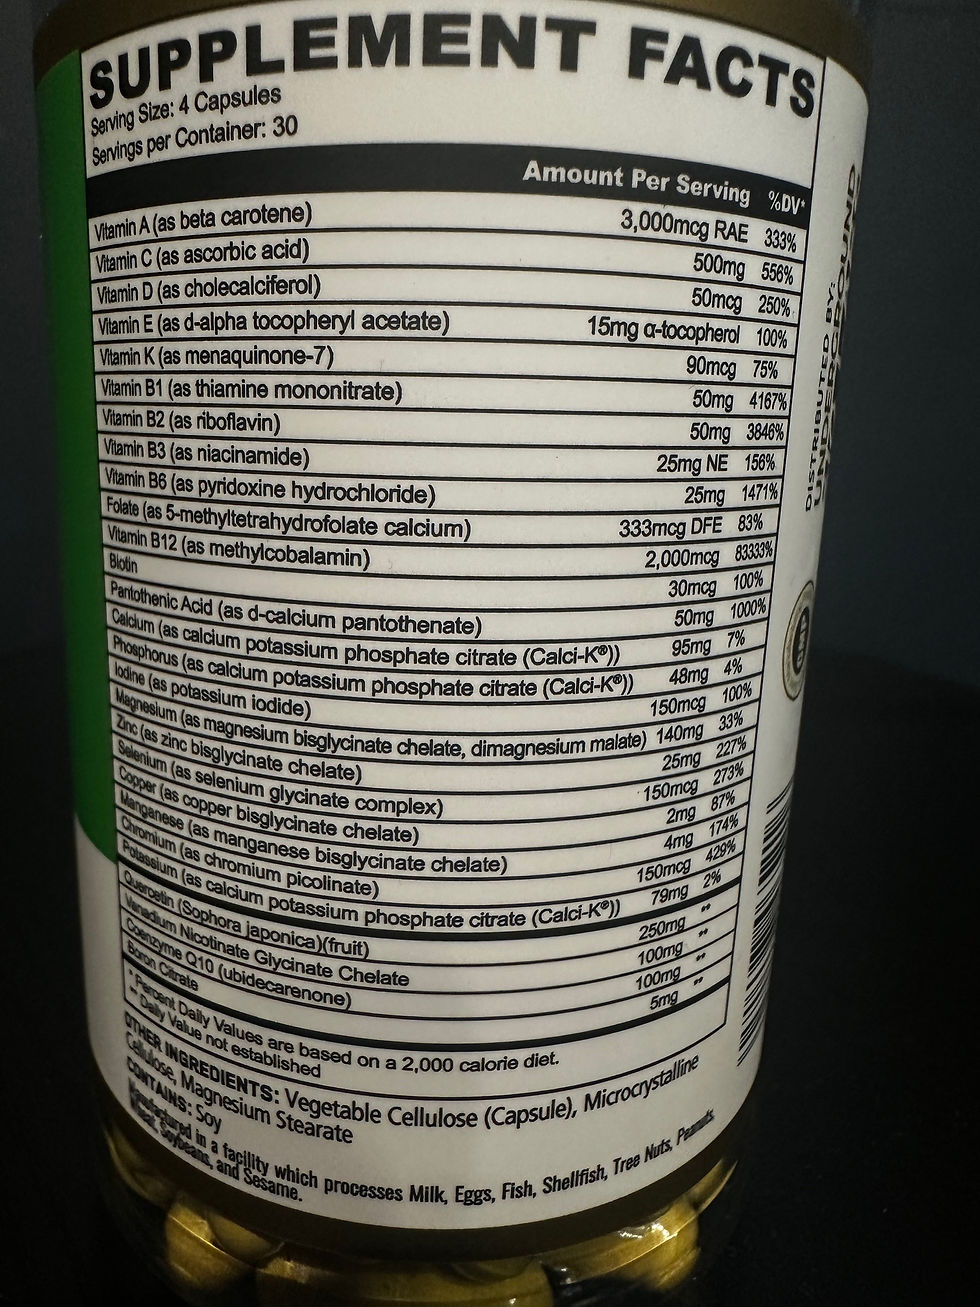 SUPPLEMENT FACTS
Serving Size: 4 Capsules
Servings per Container: 30
Amount Per Serving %DV*
Vitamin A (as beta carotene) 3,000mcg RAE 333%
Vitamin C (as ascorbic acid) 500mg 556%
Vitamin D (as cholecalciferol) 50mcg 250%
Vitamin E (as d-alpha tocopheryl acetate) 15mg α-tocopherol 100%
Vitamin K (as menaquinone-7) 90mcg 75%
Vitamin B1 (as thiamine mononitrate) 50mg 4167%
Vitamin B2 (as riboflavin) 50mg 3846%
Vitamin B3 (as niacinamide) 25mg NE 156%
Vitamin B6 (as pyridoxine hydrochloride) 25mg 1471%
Folate (as 5-methyltetrahydrofolate calcium) 333mcg DFE 83%
Vitamin B12 (as methylcobalamin) 2,000mcg 83333%
Biotin 30mcg 100%
Pantothenic Acid (as d-calcium pantothenate) 50mg 1000%
Calcium (as calcium potassium phosphate citrate (Calci-K®)) 95mg 7%
Phosphorus (as calcium potassium phosphate citrate (Calci-K®)) 48mg 4%
Iodine (as potassium iodide) 150mcg 100%
Magnesium (as magnesium bisglycinate chelate, dimagnesium malate) 140mg 33%
Zinc (as zinc bisglycinate chelate) 25mg 227%
Selenium (as selenium glycinate complex) 150mcg 273%
Copper (as copper bisglycinate chelate) 2mg 87%
Manganese (as manganese bisglycinate chelate) 4mg 174%
Chromium (as chromium picolinate) 150mcg 429%
Potassium (as calcium potassium phosphate citrate (Calci-K®)) 79mg 2%
Quercetin (Sophora japonica)(fruit) 250mg **
Vanadium Nicotinate Glycinate Chelate 100mg **
Coenzyme Q10 (ubidecarenone) 100mg **
Boron Citrate 5mg **
* Percent Daily Values are based on a 2,000 calorie diet.
** Daily Value not established
OTHER INGREDIENTS: Vegetable Cellulose (Capsule), Microcrystalline
Cellulose, Magnesium Stearate
CONTAINS: Soy
Manufactured in a facility which processes Milk, Eggs, Fish, Shellfish, Tree Nuts, Peanuts,
Wheat, Soybeans, and Sesame.
DISTRIBUTED BY:
UNDERGROUND